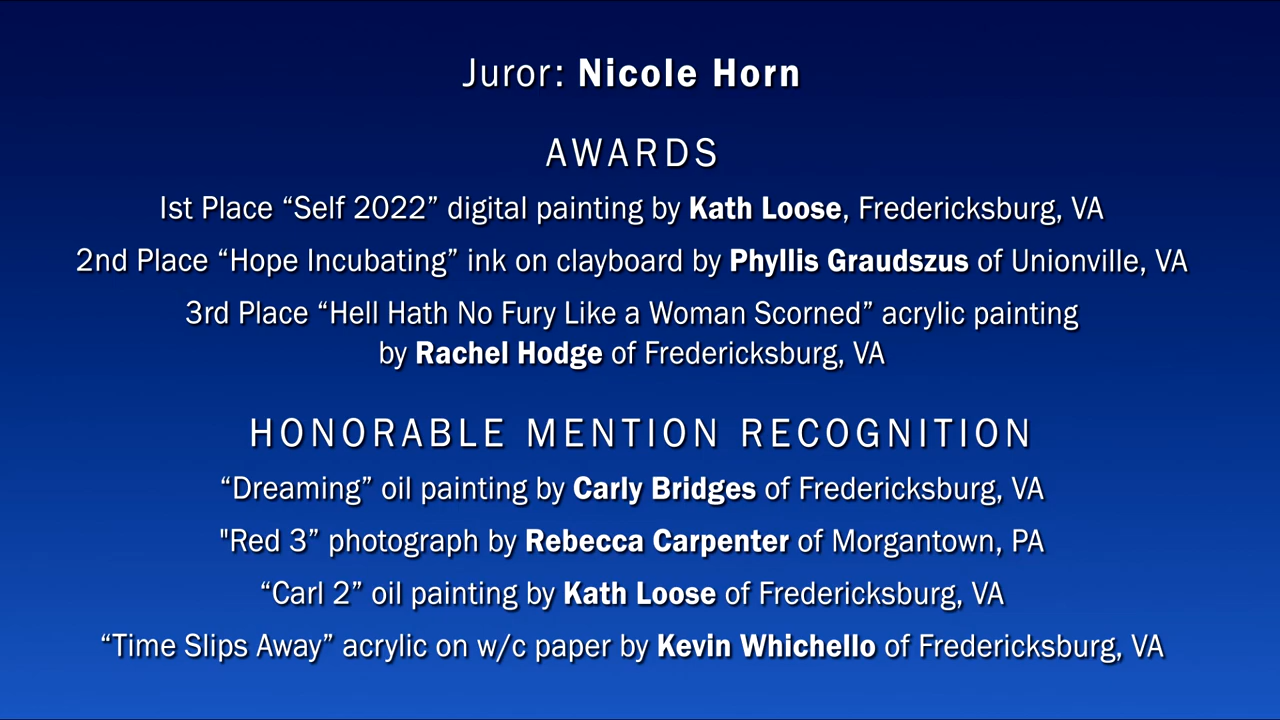 Juror: Nicole Horn
AWARDS
1st Place “Self 2022” digital painting by Kath Loose, Fredericksburg, VA
2nd Place “Hope Incubating” ink on clayboard by Phyllis Graudszus of Unionville, VA
3rd Place “Hell Hath No Fury Like a Woman Scorned” acrylic painting
by Rachel Hodge of Fredericksburg, VA
HONORABLE MENTION RECOGNITION
“Dreaming” oil painting by Carly Bridges of Fredericksburg, VA
"Red 3” photograph by Rebecca Carpenter of Morgantown, PA
“Carl 2” oil painting by Kath Loose of Fredericksburg, VA
“Time Slips Away” acrylic on w/c paper by Kevin Whichello of Fredericksburg, VA